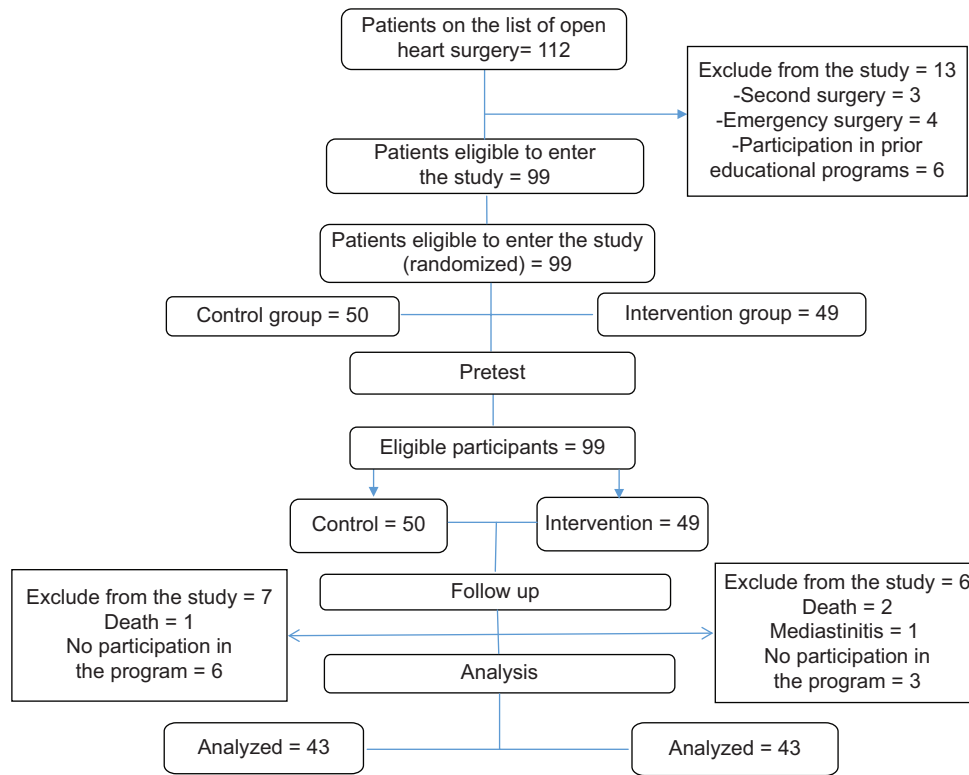 Patients on the list of open
heart surgery= 112
Exclude from the study = 13
-Second surgery = 3
-Emergency surgery = 4
-Participation in prior
educational programs = 6
Patients eligible to enter
the study = 99
Patients eligible to enter the study
(randomized) = 99
Control group = 50
Intervention group = 49
Pretest
Eligible participants = 99
Control = 50
Intervention = 49
Follow up
Exclude from the study = 7
Death = 1
No participation in
the program = 6
Exclude from the study = 6
Death = 2
Mediastinitis = 1
No participation in
the program = 3
Analysis
Analyzed = 43
Analyzed = 43